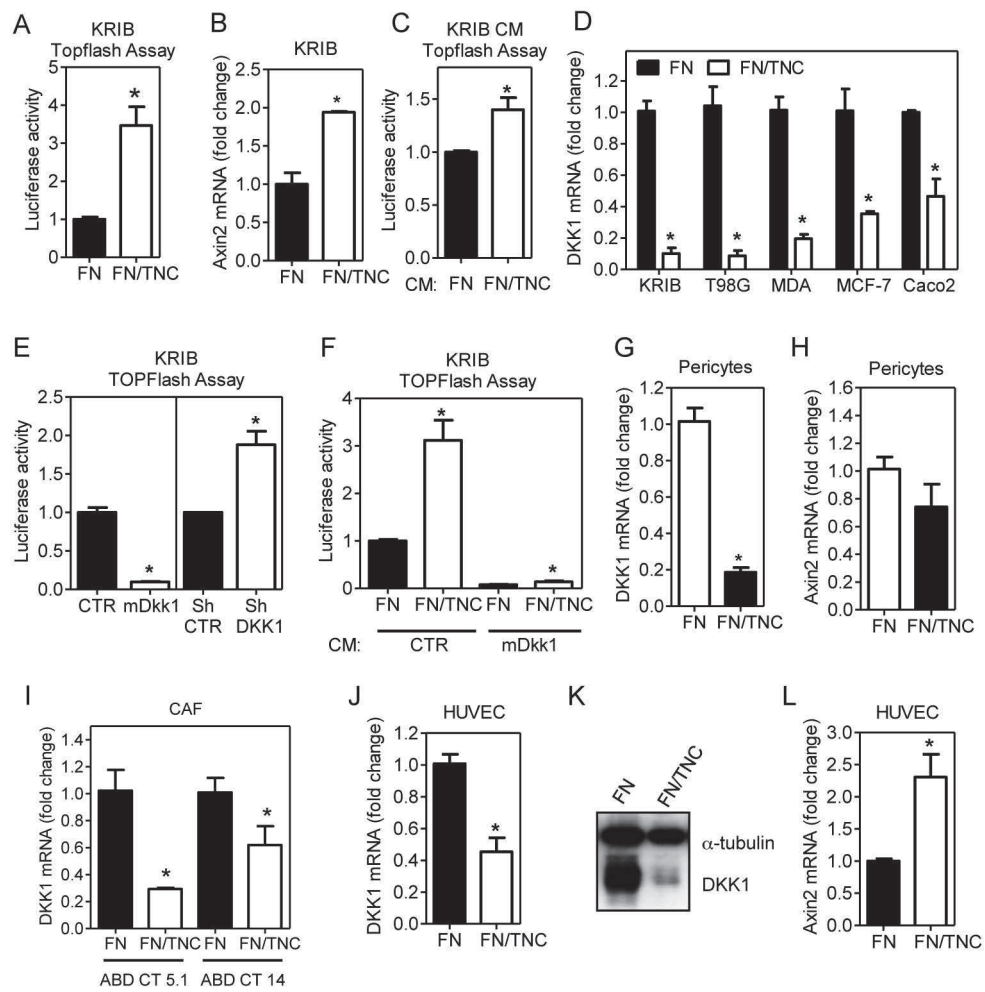 A
KRIB
Topflash Assay
Luciferase activity
5
4
3
2
1
0
*
FN FN/TNC
B
KRIB
Axin2 mRNA (fold change)
2.5
2.0
1.5
1.0
0.5
0.0
*
FN FN/TNC
C
KRIB CM
Topflash Assay
Luciferase activity
1.5
1.0
0.5
0.0
*
CM: FN FN/TNC
D
FN FN/TNC
DKK1 mRNA (fold change)
1.2
1.0
0.8
0.6
0.4
0.2
0.0
* * * * *
KRIB T98G MDA MCF-7 Caco2
E
KRIB
TOPFlash Assay
Luciferase activity
2.5
2.0
1.5
1.0
0.5
0.0
* *
CTR mDkk1 Sh CTR Sh DKK1
F
KRIB
TOPFlash Assay
Luciferase activity
4
3
2
1
0
* *
FN FN/TNC FN FN/TNC
CM: CTR mDkk1
G
Pericytes
DKK1 mRNA (fold change)
1.2
1.0
0.8
0.6
0.4
0.2
0.0
*
FN FN/TNC
H
Pericytes
Axin2 mRNA (fold change)
1.6
1.4
1.2
1.0
0.8
0.6
0.4
0.2
0.0
FN FN/TNC
I
CAF
DKK1 mRNA (fold change)
1.4
1.2
1.0
0.8
0.6
0.4
0.2
0.0
* *
FN FN/TNC FN FN/TNC
ABD CT 5.1 ABD CT 14
J
HUVEC
DKK1 mRNA (fold change)
1.2
1.0
0.8
0.6
0.4
0.2
0.0
*
FN FN/TNC
K
FN FN/TNC
α-tubulin
DKK1
L
HUVEC
Axin2 mRNA (fold change)
3.0
2.5
2.0
1.5
1.0
0.5
0.0
*
FN FN/TNC